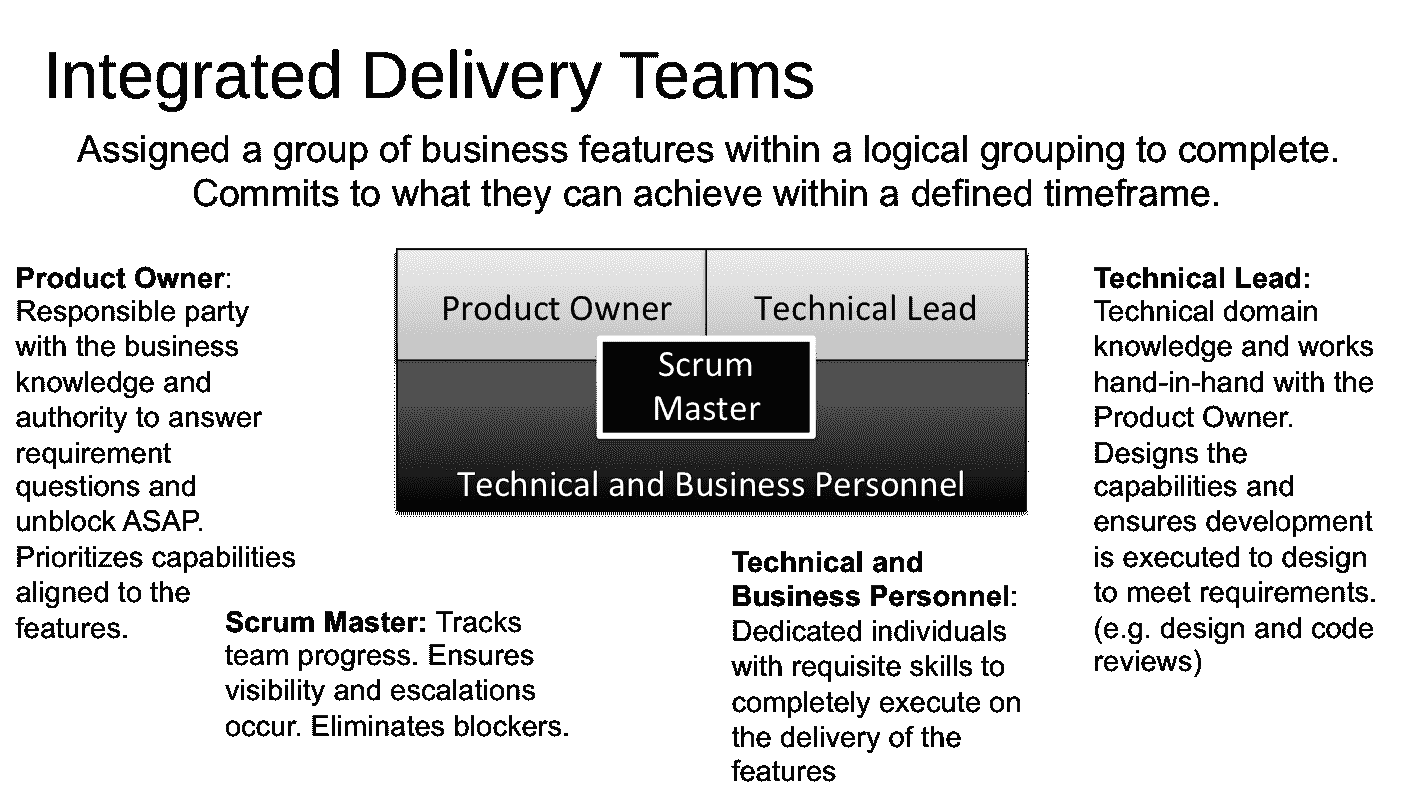 Integrated Delivery Teams
Assigned a group of business features within a logical grouping to complete.
Commits to what they can achieve within a defined timeframe.
Product Owner:
Responsible party
with the business
knowledge and
authority to answer
requirement
questions and
unblock ASAP.
Prioritizes capabilities
aligned to the
features.
Product Owner
Technical Lead
Scrum
Master
Technical and Business Personnel
Technical Lead:
Technical domain
knowledge and works
hand-in-hand with the
Product Owner.
Designs the
capabilities and
ensures development
is executed to design
to meet requirements.
(e.g. design and code
reviews)
Scrum Master: Tracks
team progress. Ensures
visibility and escalations
occur. Eliminates blockers.
Technical and
Business Personnel:
Dedicated individuals
with requisite skills to
completely execute on
the delivery of the
features